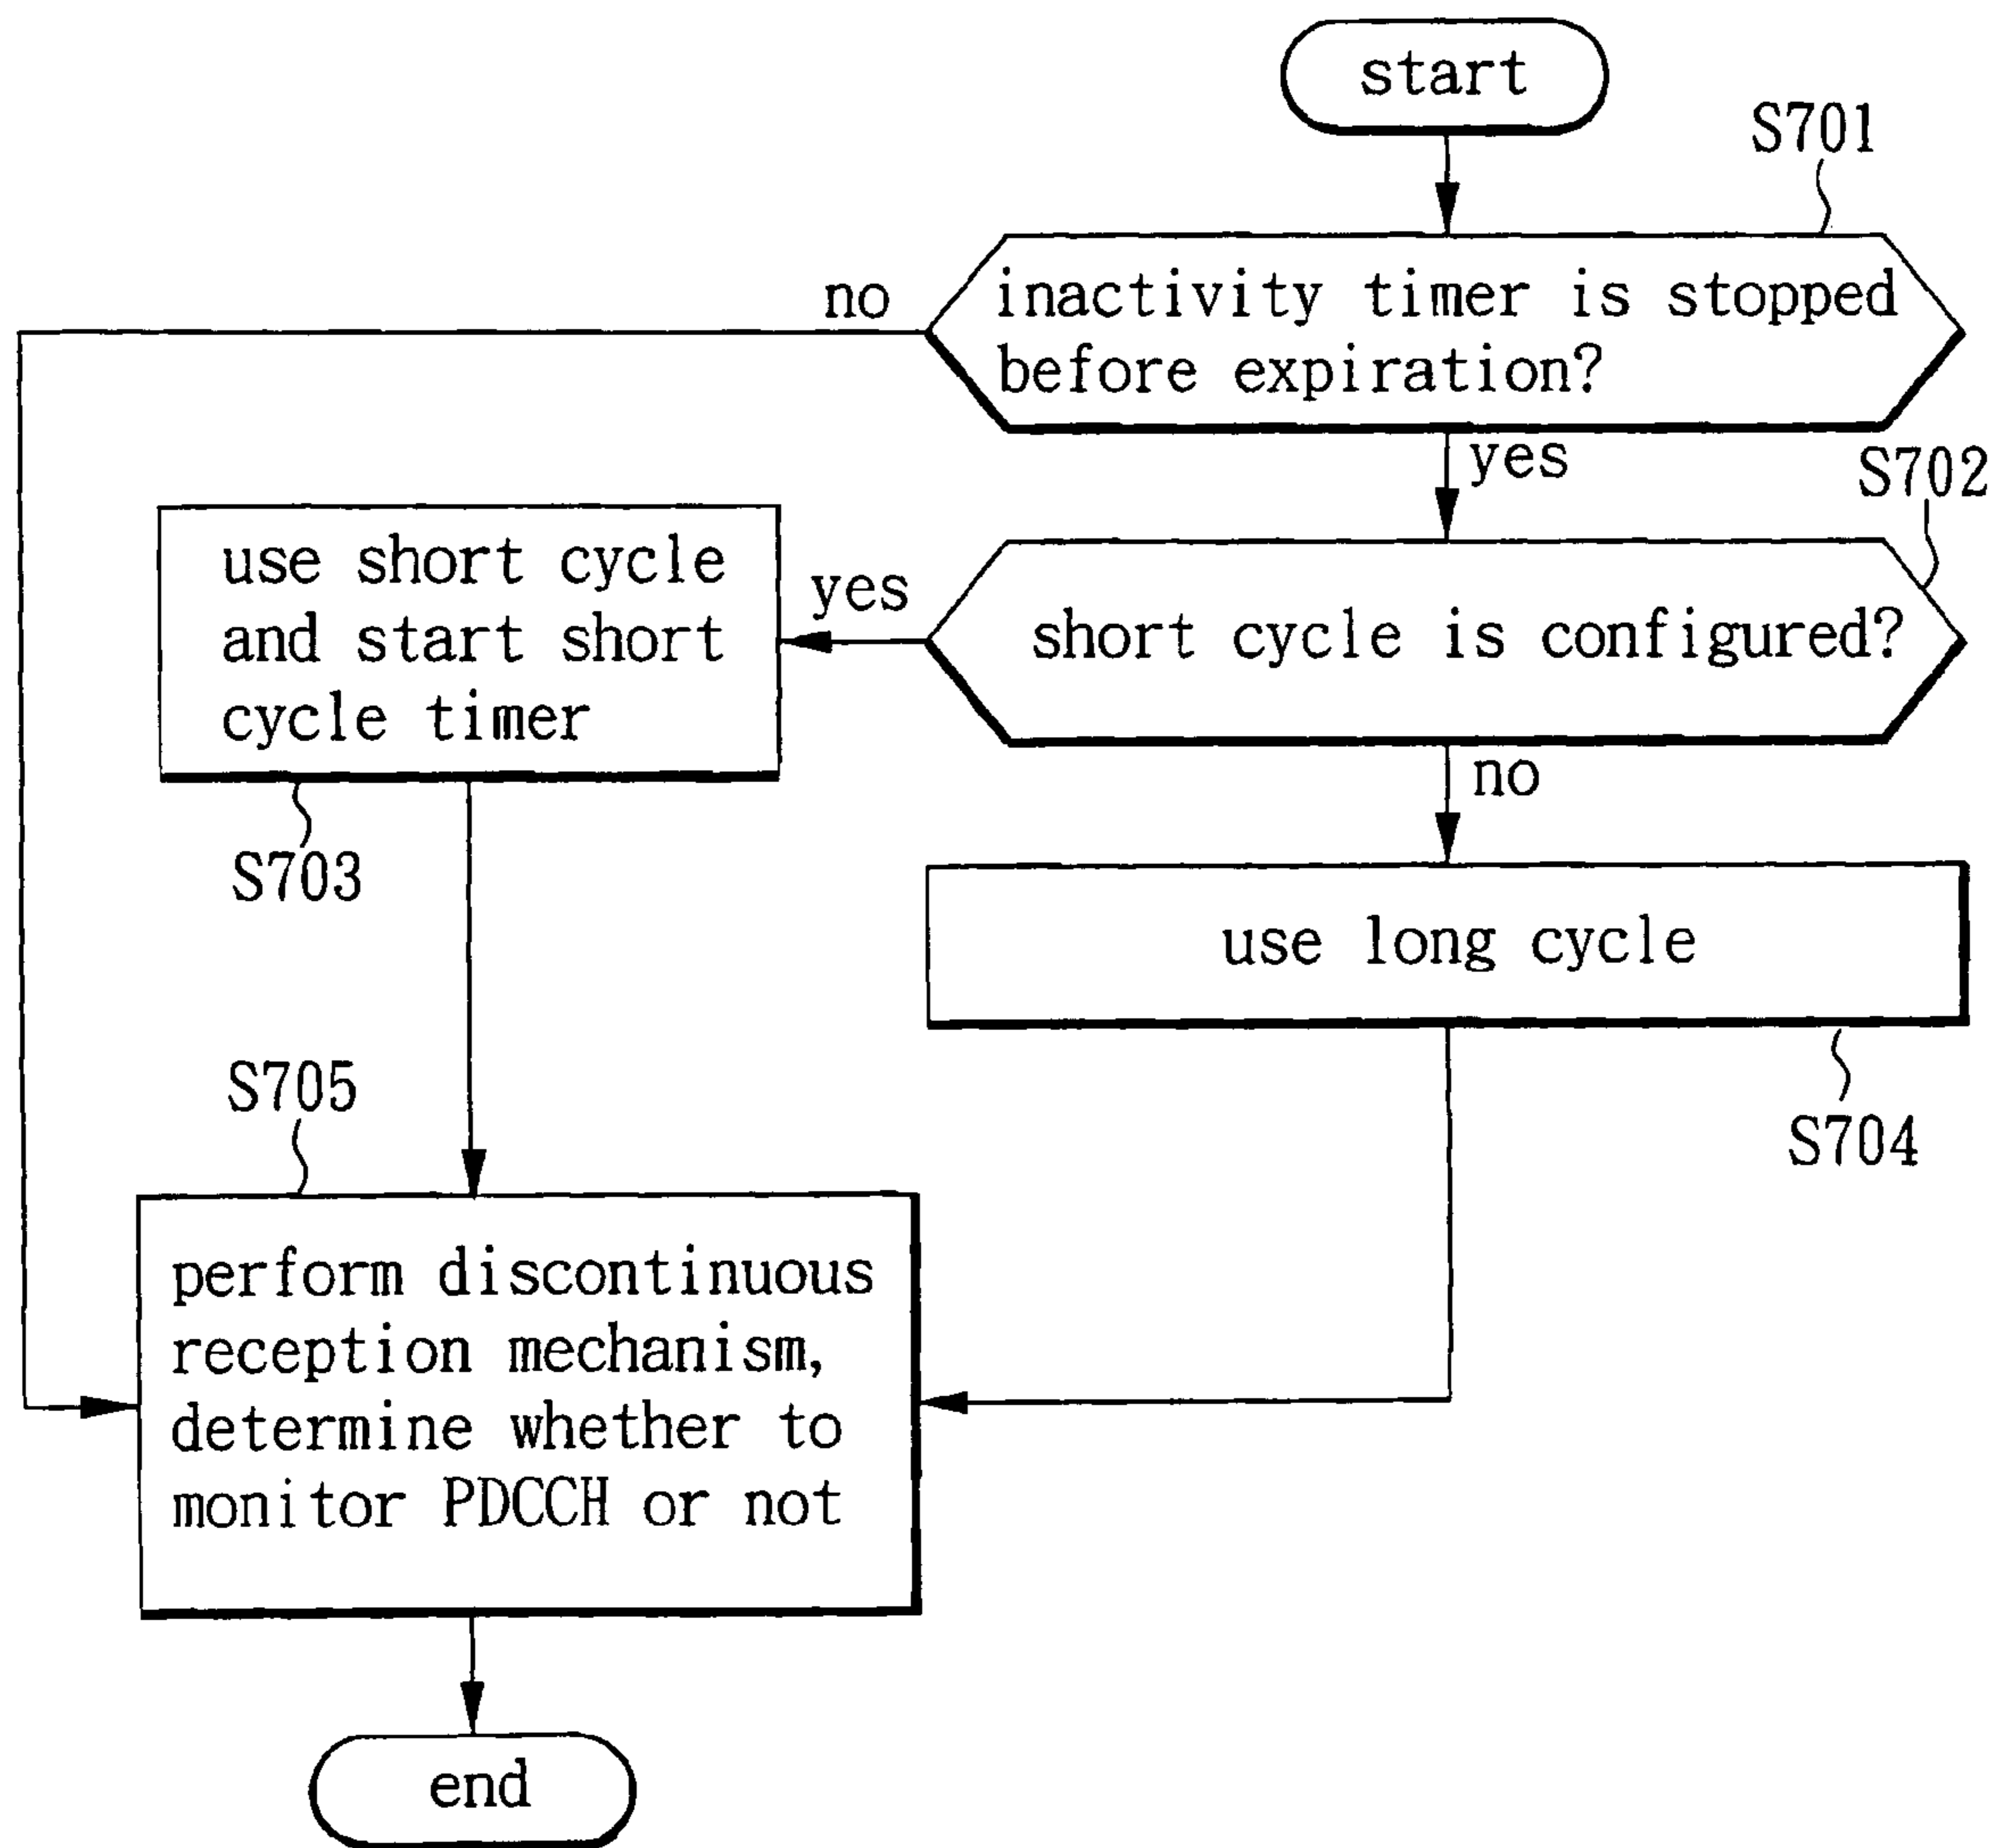 start
S701
no
inactivity timer is stopped
before expiration?
yes
S702
use short cycle
and start short
cycle timer
yes
short cycle is configured?
no
S703
use long cycle
S705
S704
perform discontinuous
reception mechanism,
determine whether to
monitor PDCCH or not
end